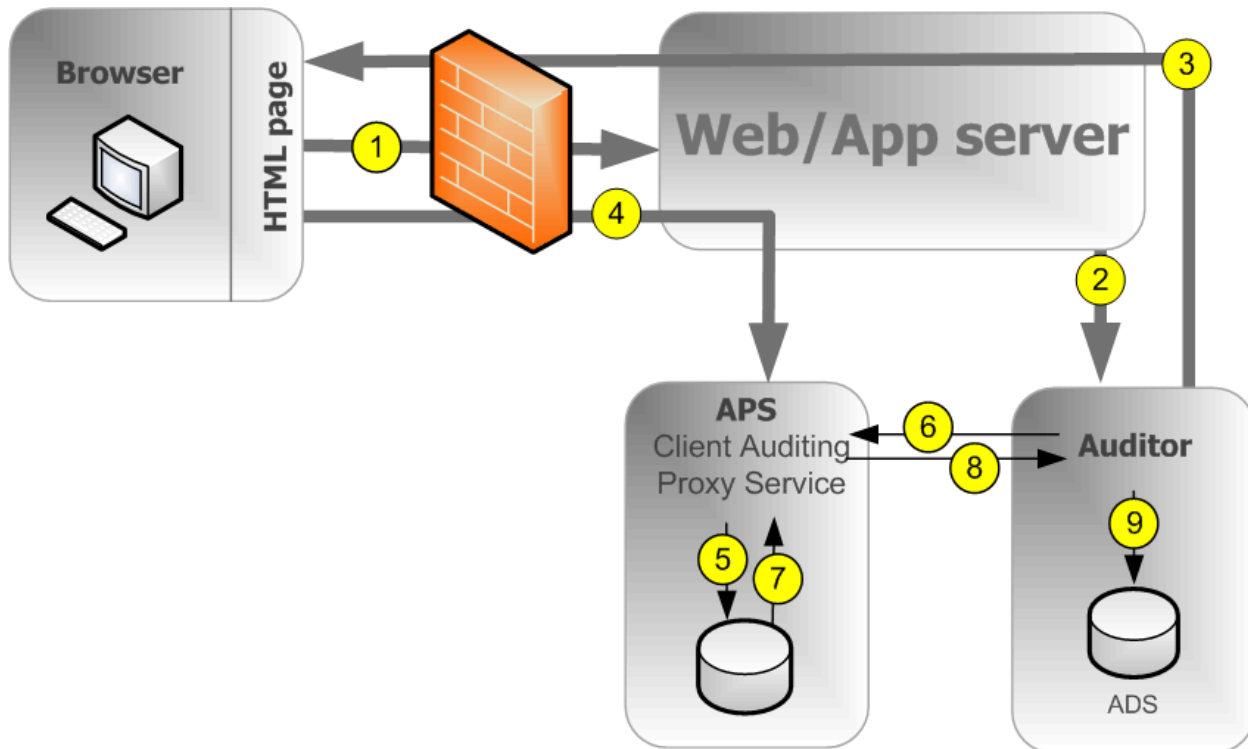 Browser
HTML page
1
Web/App server
3
4
2
APS
Client Auditing
Proxy Service
6
8
Auditor
5
7
9
ADS